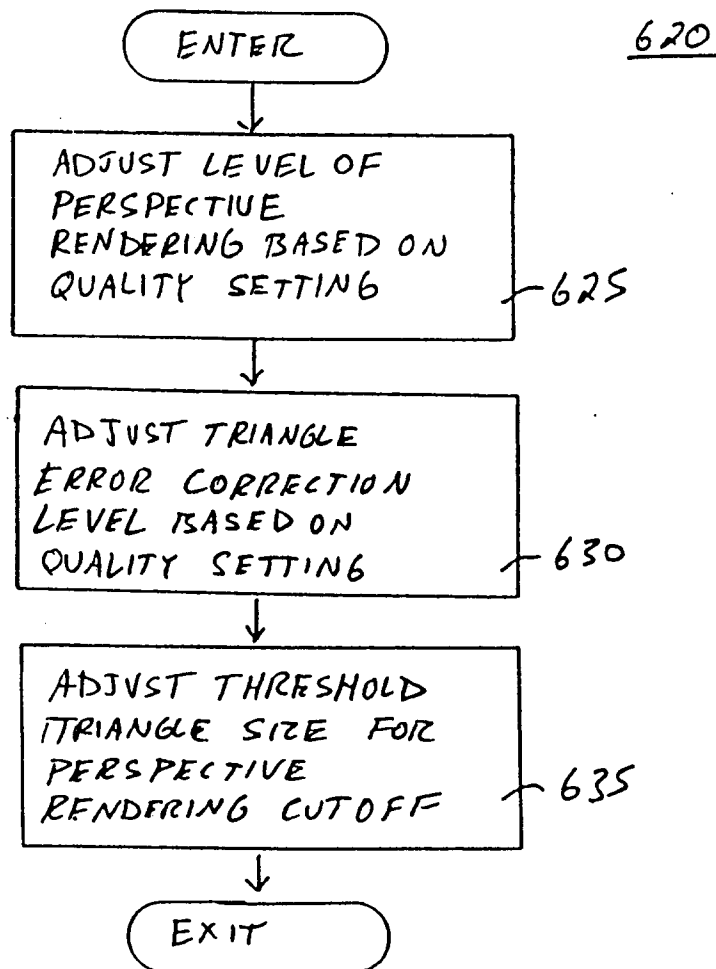 ENTER
620
ADJUST LEVEL OF
PERSPECTIVE
RENDERING BASED ON
QUALITY SETTING
625
ADJUST TRIANGLE
ERROR CORRECTION
LEVEL BASED ON
QUALITY SETTING
630
ADJUST THRESHOLD
TRIANGLE SIZE FOR
PERSPECTIVE
RENDERING CUTOFF
635
EXIT